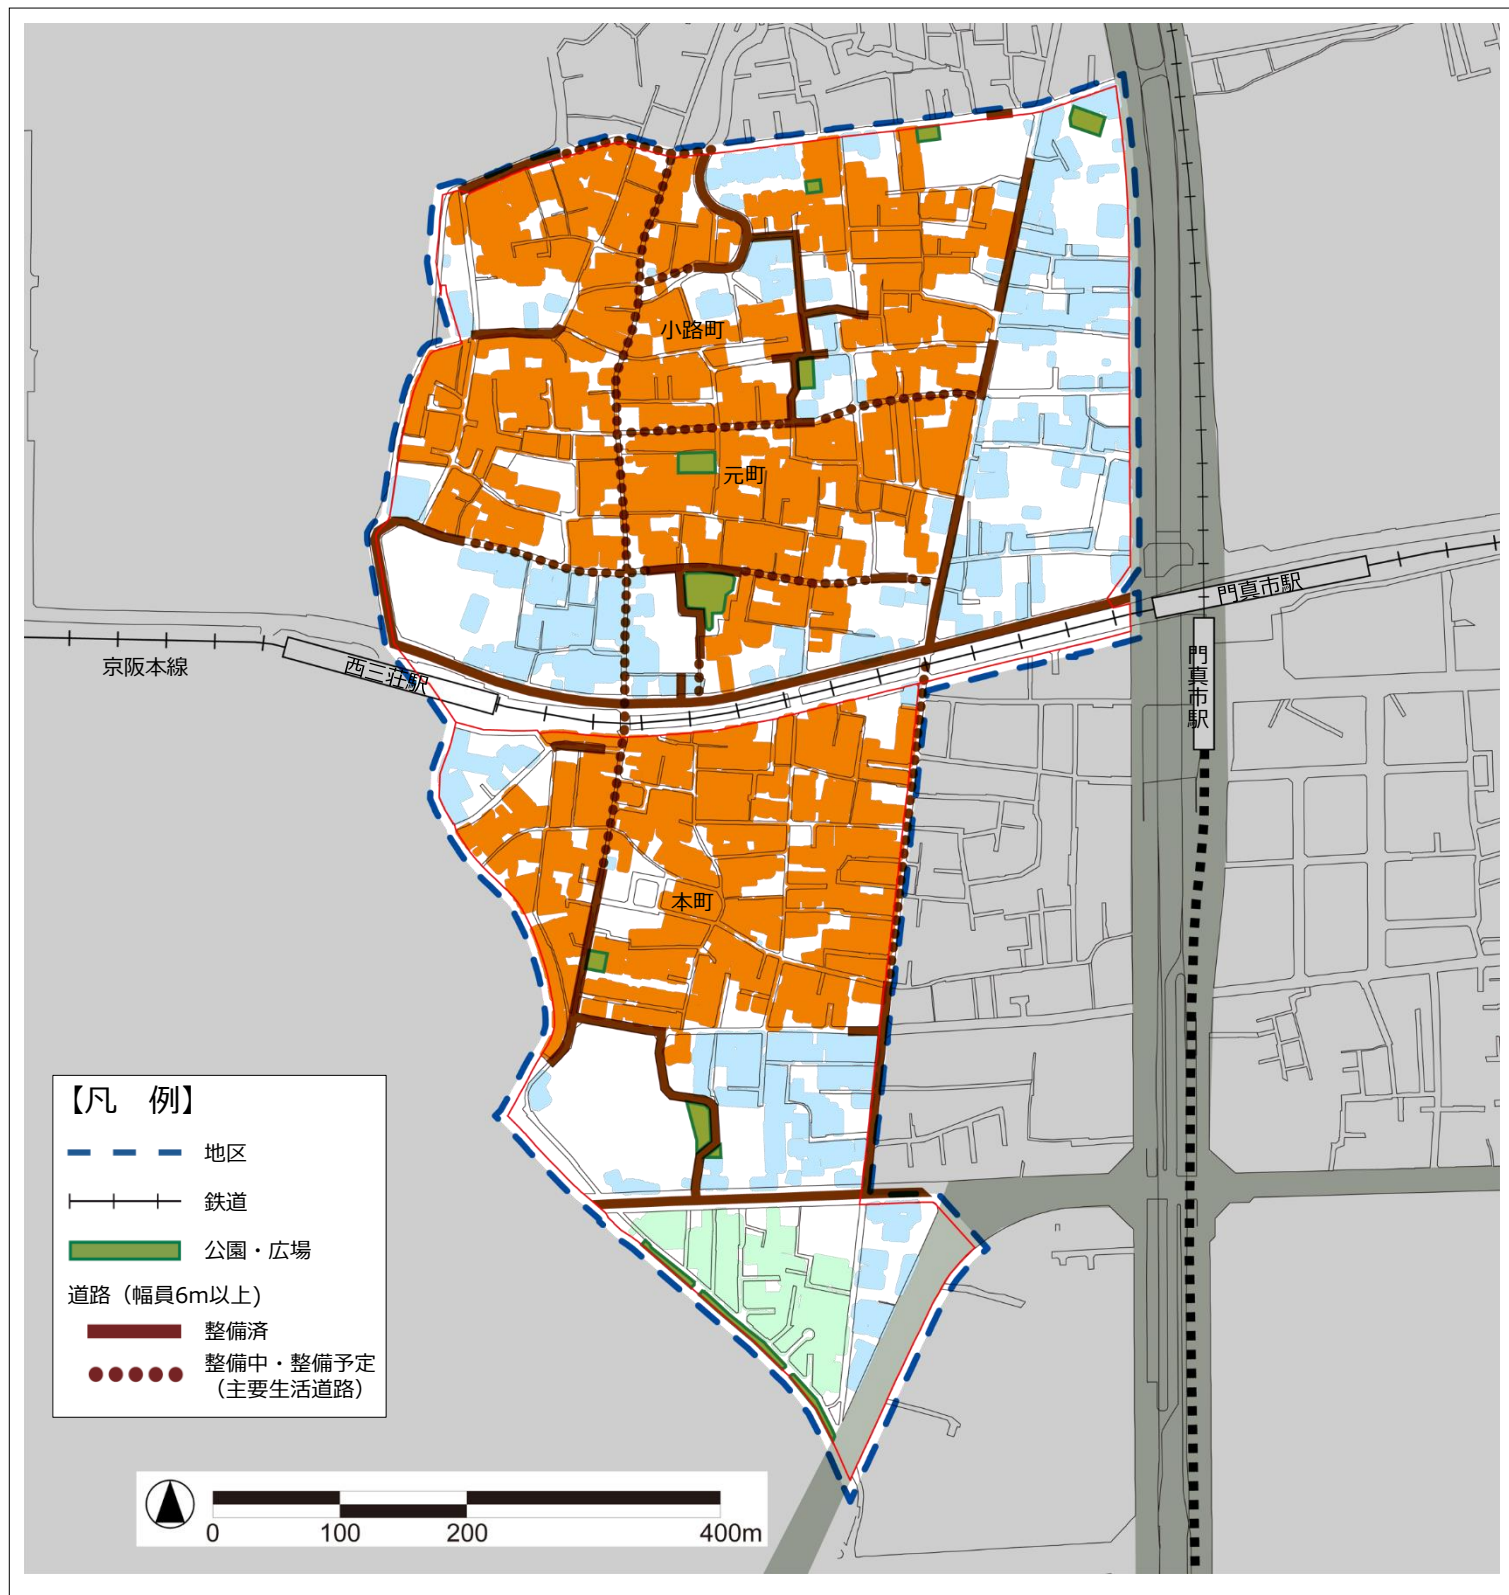 小路町
元町
門真市駅
門真市駅
京阪本線
西三荘駅
本町
【凡　例】
地区
鉄道
公園・広場
道路（幅員6m以上)
整備済
整備中・整備予定
（主要生活道路）
0 100 200 400m